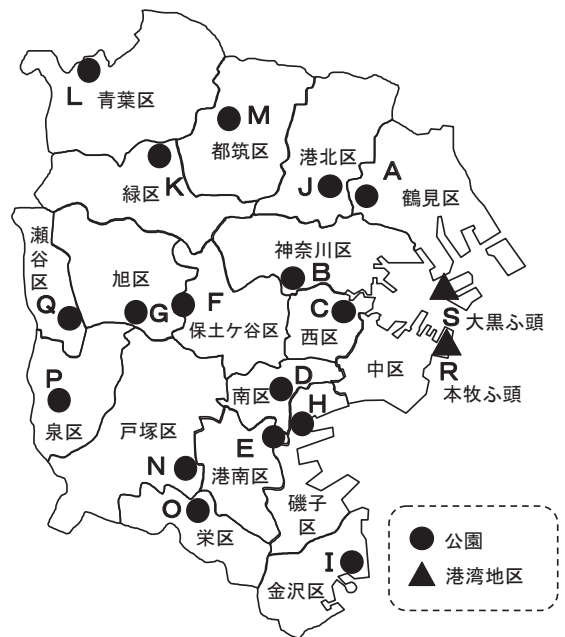 L
青葉区
M
都筑区
港北区
J
A
鶴見区
緑区
K
瀬谷区
旭区
神奈川区
B
Q
G
F
保土ケ谷区
C
西区
S
大黒ふ頭
R
本牧ふ頭
中区
P
泉区
戸塚区
南区
D
H
E
港南区
N
O
栄区
磯子
区
I
金沢区
公園
港湾地区